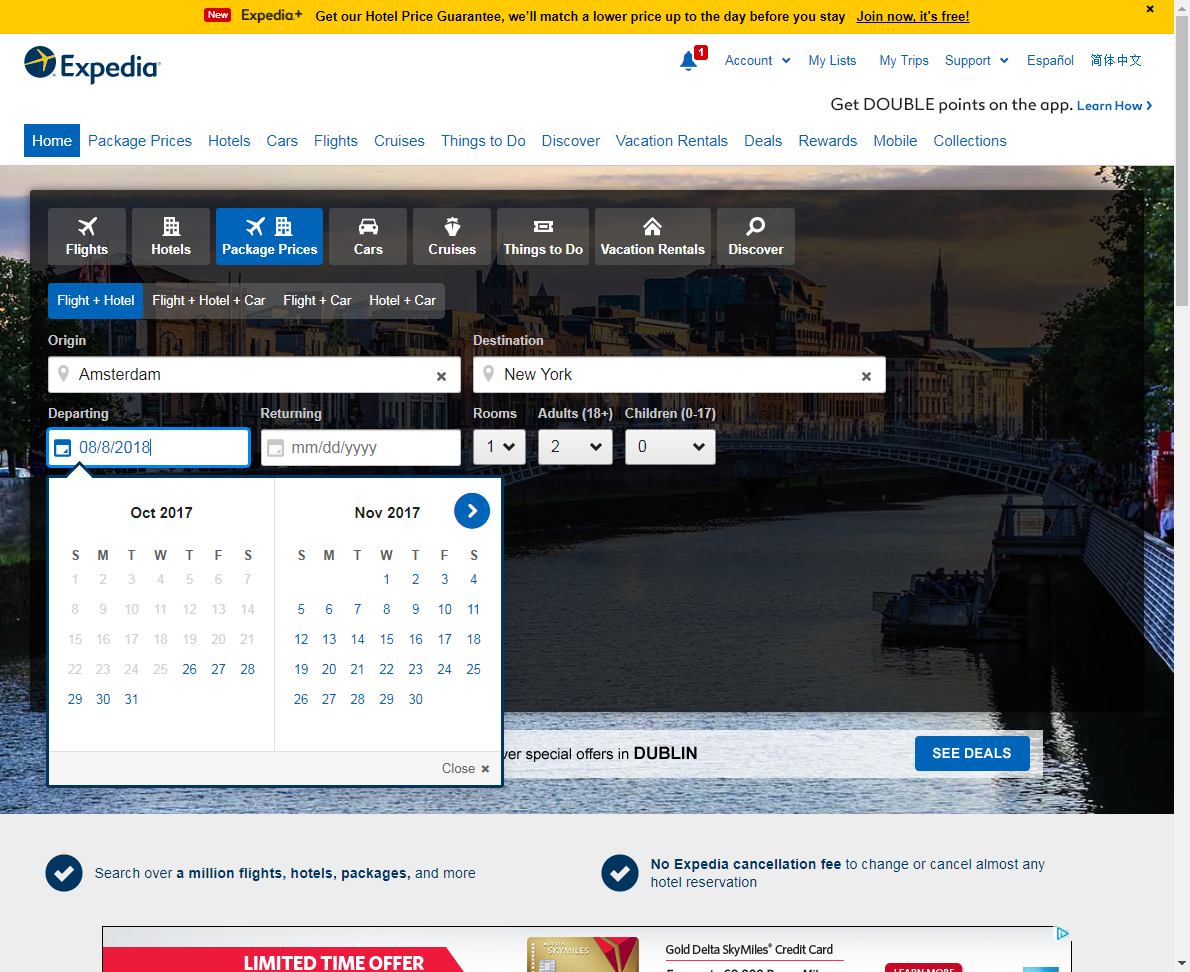 New Expedia+ Get our Hotel Price Guarantee, we'll match a lower price up to the day before you stay Join now, it's free!
Expedia
1 Account My Lists My Trips Support Español 简体中文
Get DOUBLE points on the app. Learn How
Home Package Prices Hotels Cars Flights Cruises Things to Do Discover Vacation Rentals Deals Rewards Mobile Collections
Flights Hotels Package Prices Cars Cruises Things to Do Vacation Rentals Discover
Flight + Hotel Flight + Hotel + Car Flight + Car Hotel + Car
Origin Destination
Amsterdam New York
Departing Returning Rooms Adults (18+) Children (0-17)
08/8/2018 mm/dd/yyyy 1 2 0
Oct 2017 Nov 2017
S M T W T F S S M T W T F S
1 2 3 4 5 6 7 1 2 3 4
8 9 10 11 12 13 14 5 6 7 8 9 10 11
15 16 17 18 19 20 21 12 13 14 15 16 17 18
22 23 24 25 26 27 28 19 20 21 22 23 24 25
29 30 31 26 27 28 29 30
Close
ver special offers in DUBLIN SEE DEALS
Search over a million flights, hotels, packages, and more
No Expedia cancellation fee to change or cancel almost any
hotel reservation
LIMITED TIME OFFER
SKYMILES
Gold Delta SkyMiles® Credit Card
LEARN MORE